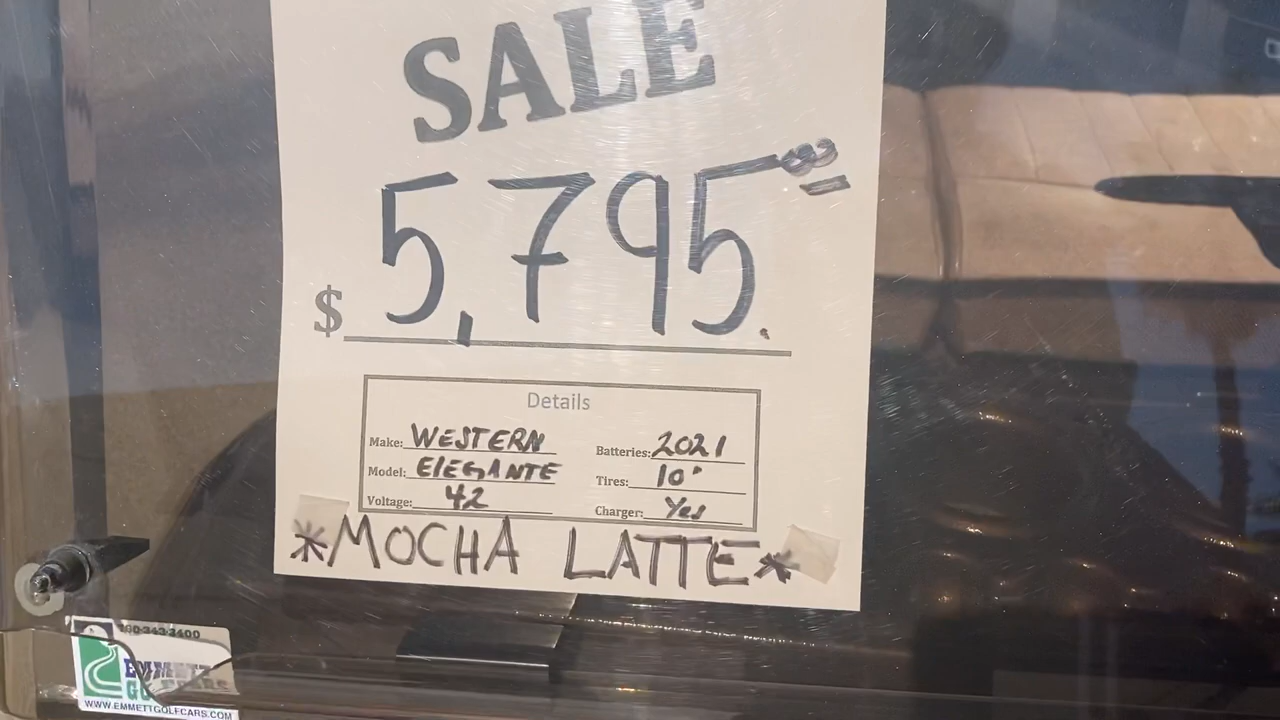 SALE
$ 5,795.
Details
Make: WESTERN
Batteries: 2021
Model: ElEGANTE
Tires: 10"
Voltage: 42
Charger: Yes
*MOCHA LATTE*
EMMETT
WWW.EMMETTGOLFCARS.COM